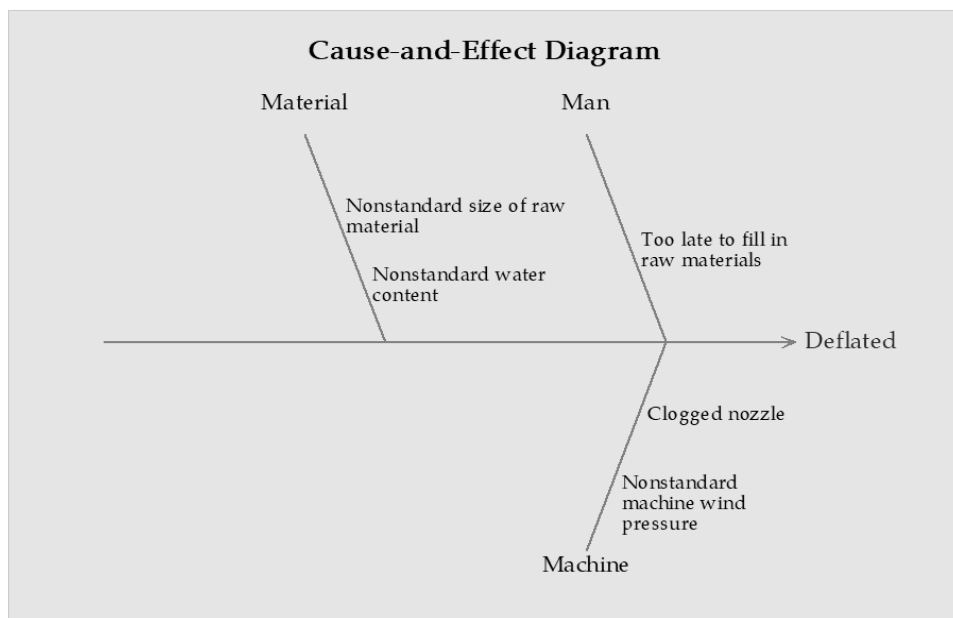 Cause-and-Effect Diagram
Material
Man
Nonstandard size of raw
material
Nonstandard water
content
Too late to fill in
raw materials
Deflated
Clogged nozzle
Nonstandard
machine wind
pressure
Machine